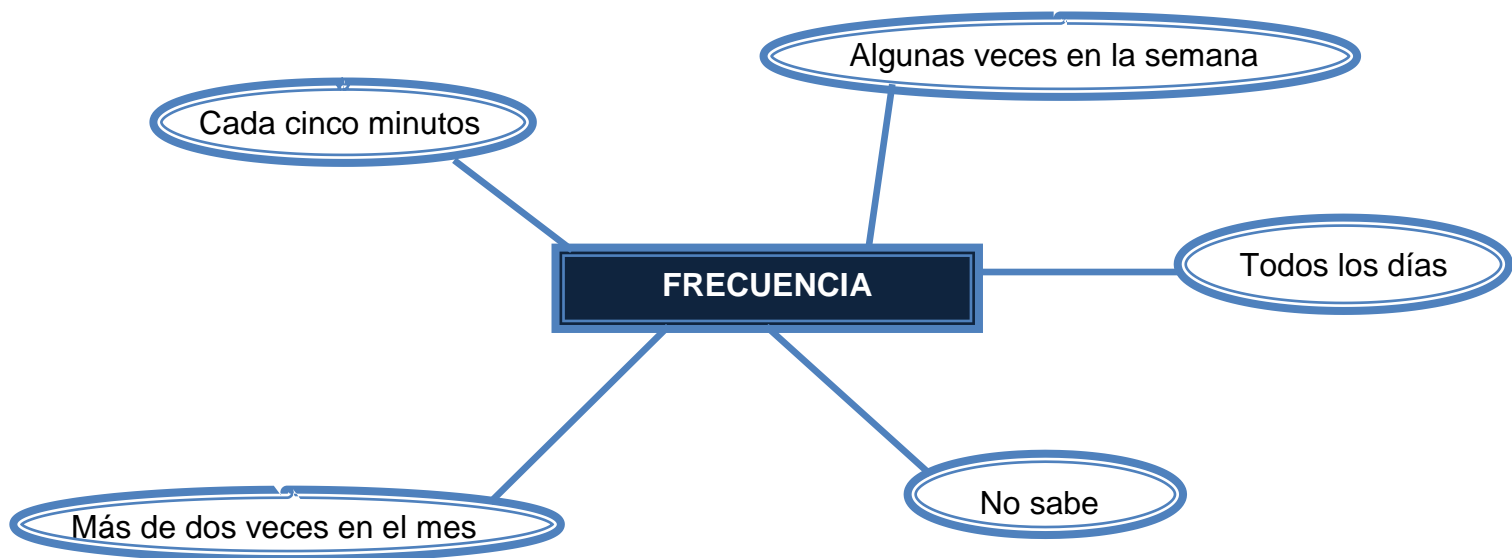 Algunas veces en la semana
Cada cinco minutos
Todos los días
FRECUENCIA
No sabe
Más de dos veces en el mes